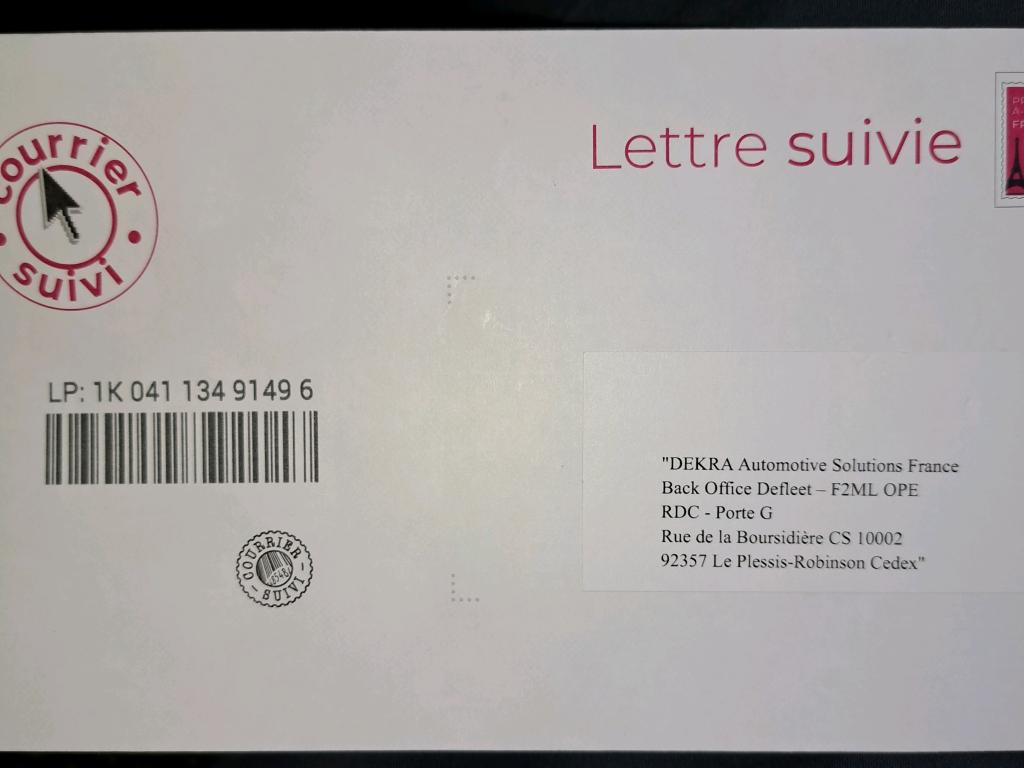 courrier
suivi
Lettre suivie
LP: 1K 041 134 9149 6
COURRIER
SUIVI
"DEKRA Automotive Solutions France
Back Office Defleet – F2ML OPE
RDC - Porte G
Rue de la Boursidière CS 10002
92357 Le Plessis-Robinson Cedex"